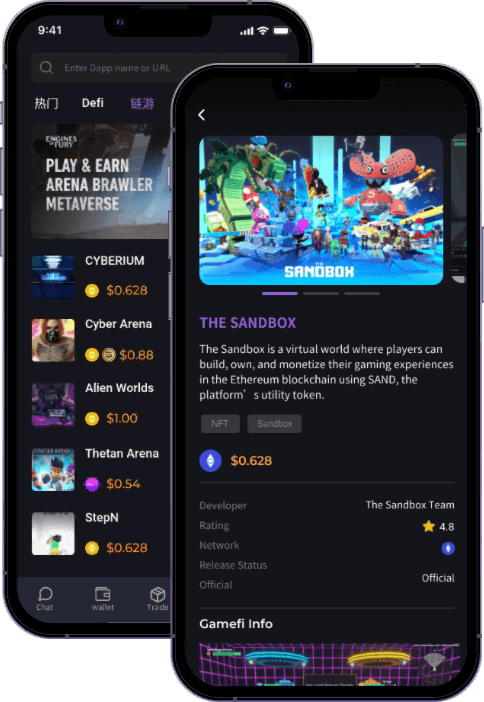 9:41
Enter Dapp name or URL
热门
Defi
链游
ENGINES
OF FURY
PLAY & EARN
ARENA BRAWLER
METAVERSE
CYBERIUM
$0.628
Cyber Arena
$0.88
Alien Worlds
$1.00
Thetan Arena
$0.54
StepN
$0.628
Chat
wallet
Trade
THE
SANDBOX
THE SANDBOX
The Sandbox is a virtual world where players can
build, own, and monetize their gaming experiences
in the Ethereum blockchain using SAND, the
platform’s utility token.
NFT
Sandbox
$0.628
Developer
The Sandbox Team
Rating
4.8
Network
Release Status
Official
Official
Gamefi Info